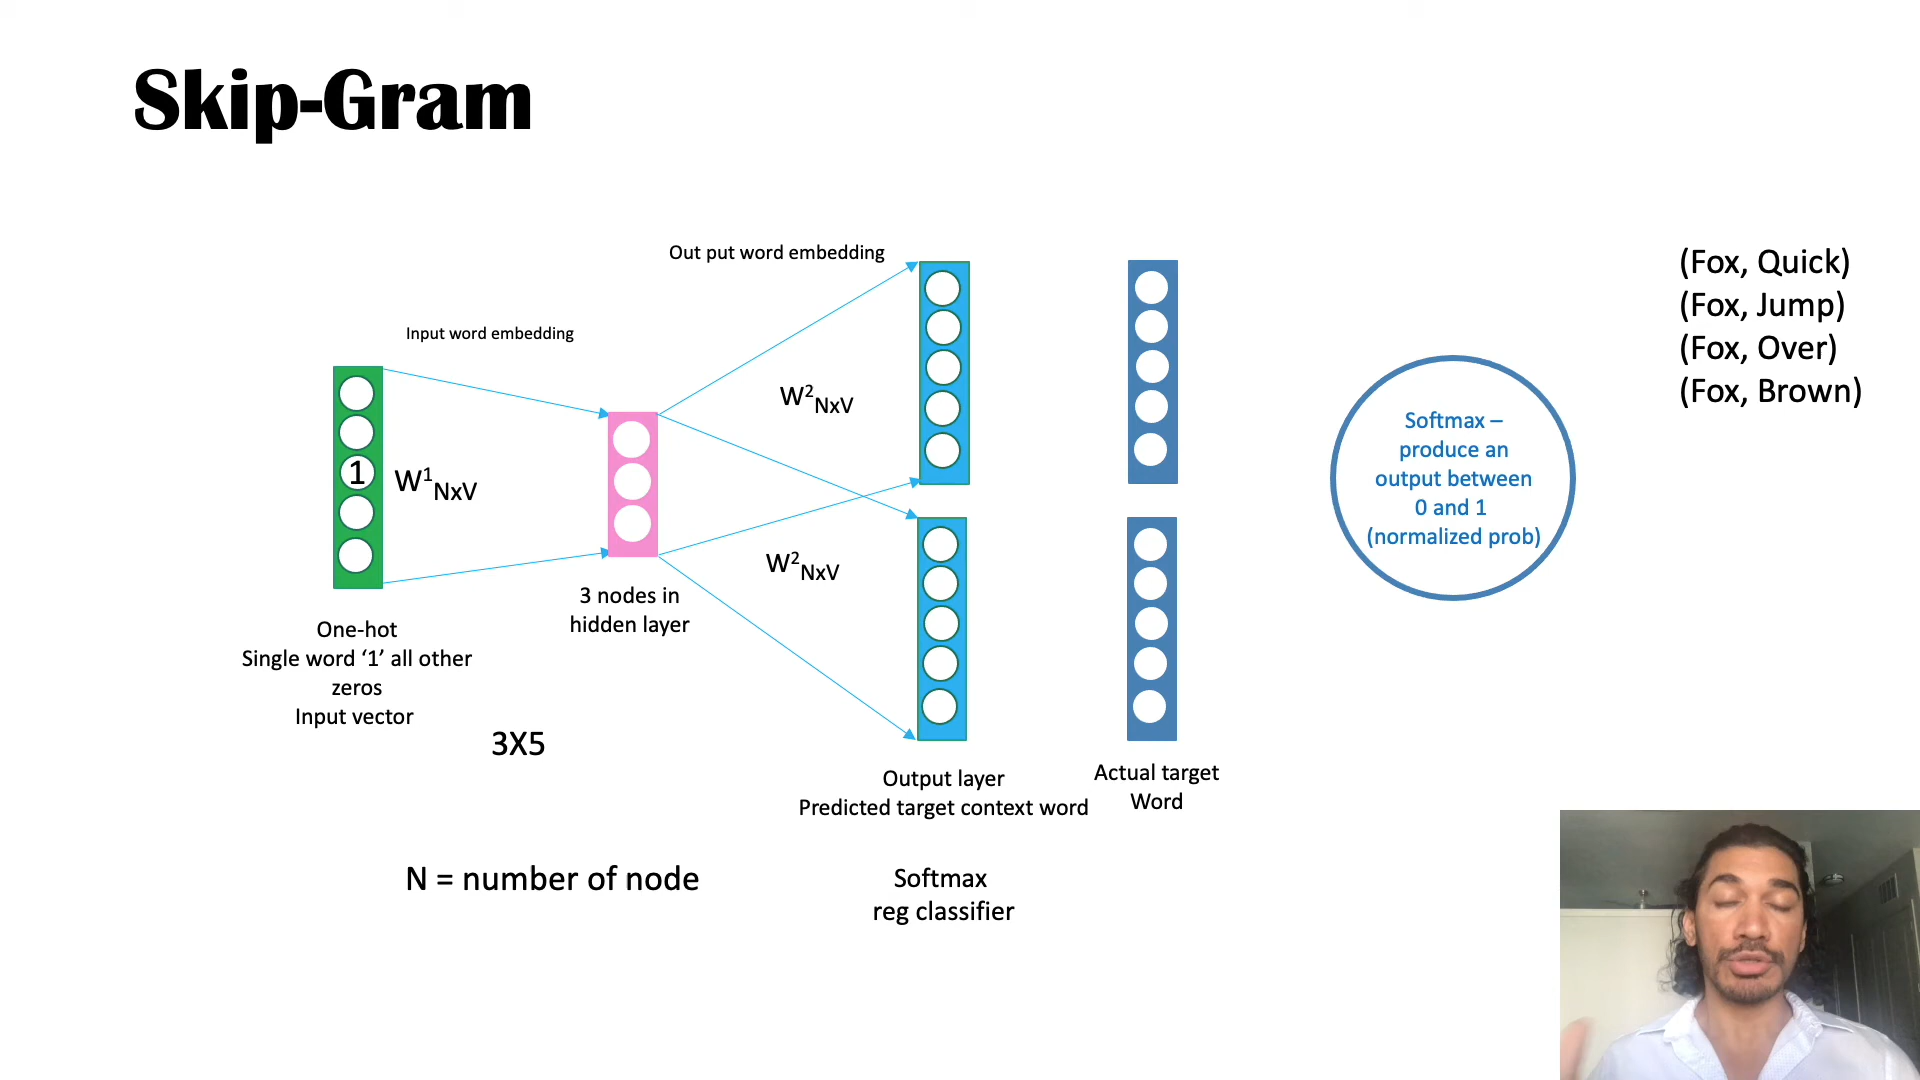 Skip-Gram
Out put word embedding
Input word embedding
1
W¹NxV
W²NxV
W²NxV
3 nodes in
hidden layer
One-hot
Single word ‘1’ all other
zeros
Input vector
3X5
Output layer
Predicted target context word
Actual target
Word
N = number of node
Softmax
reg classifier
Softmax –
produce an
output between
0 and 1
(normalized prob)
(Fox, Quick)
(Fox, Jump)
(Fox, Over)
(Fox, Brown)